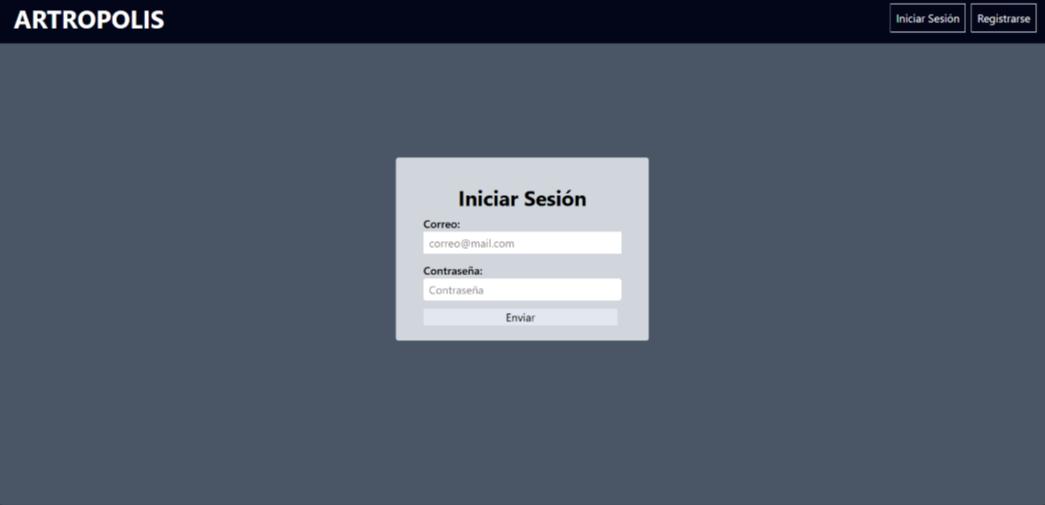 ARTROPOLIS
Iniciar Sesión
Registrarse
Iniciar Sesión
Correo:
correo@mail.com
Contraseña:
Contraseña
Enviar